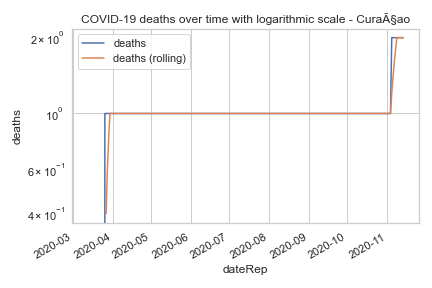 COVID-19 deaths over time with logarithmic scale - CuraÃ§ao
2 × 10⁰
deaths
deaths (rolling)
10⁰
6 × 10⁻¹
4 × 10⁻¹
deaths
2020-03 2020-04 2020-05 2020-06 2020-07 2020-08 2020-09 2020-10 2020-11
dateRep